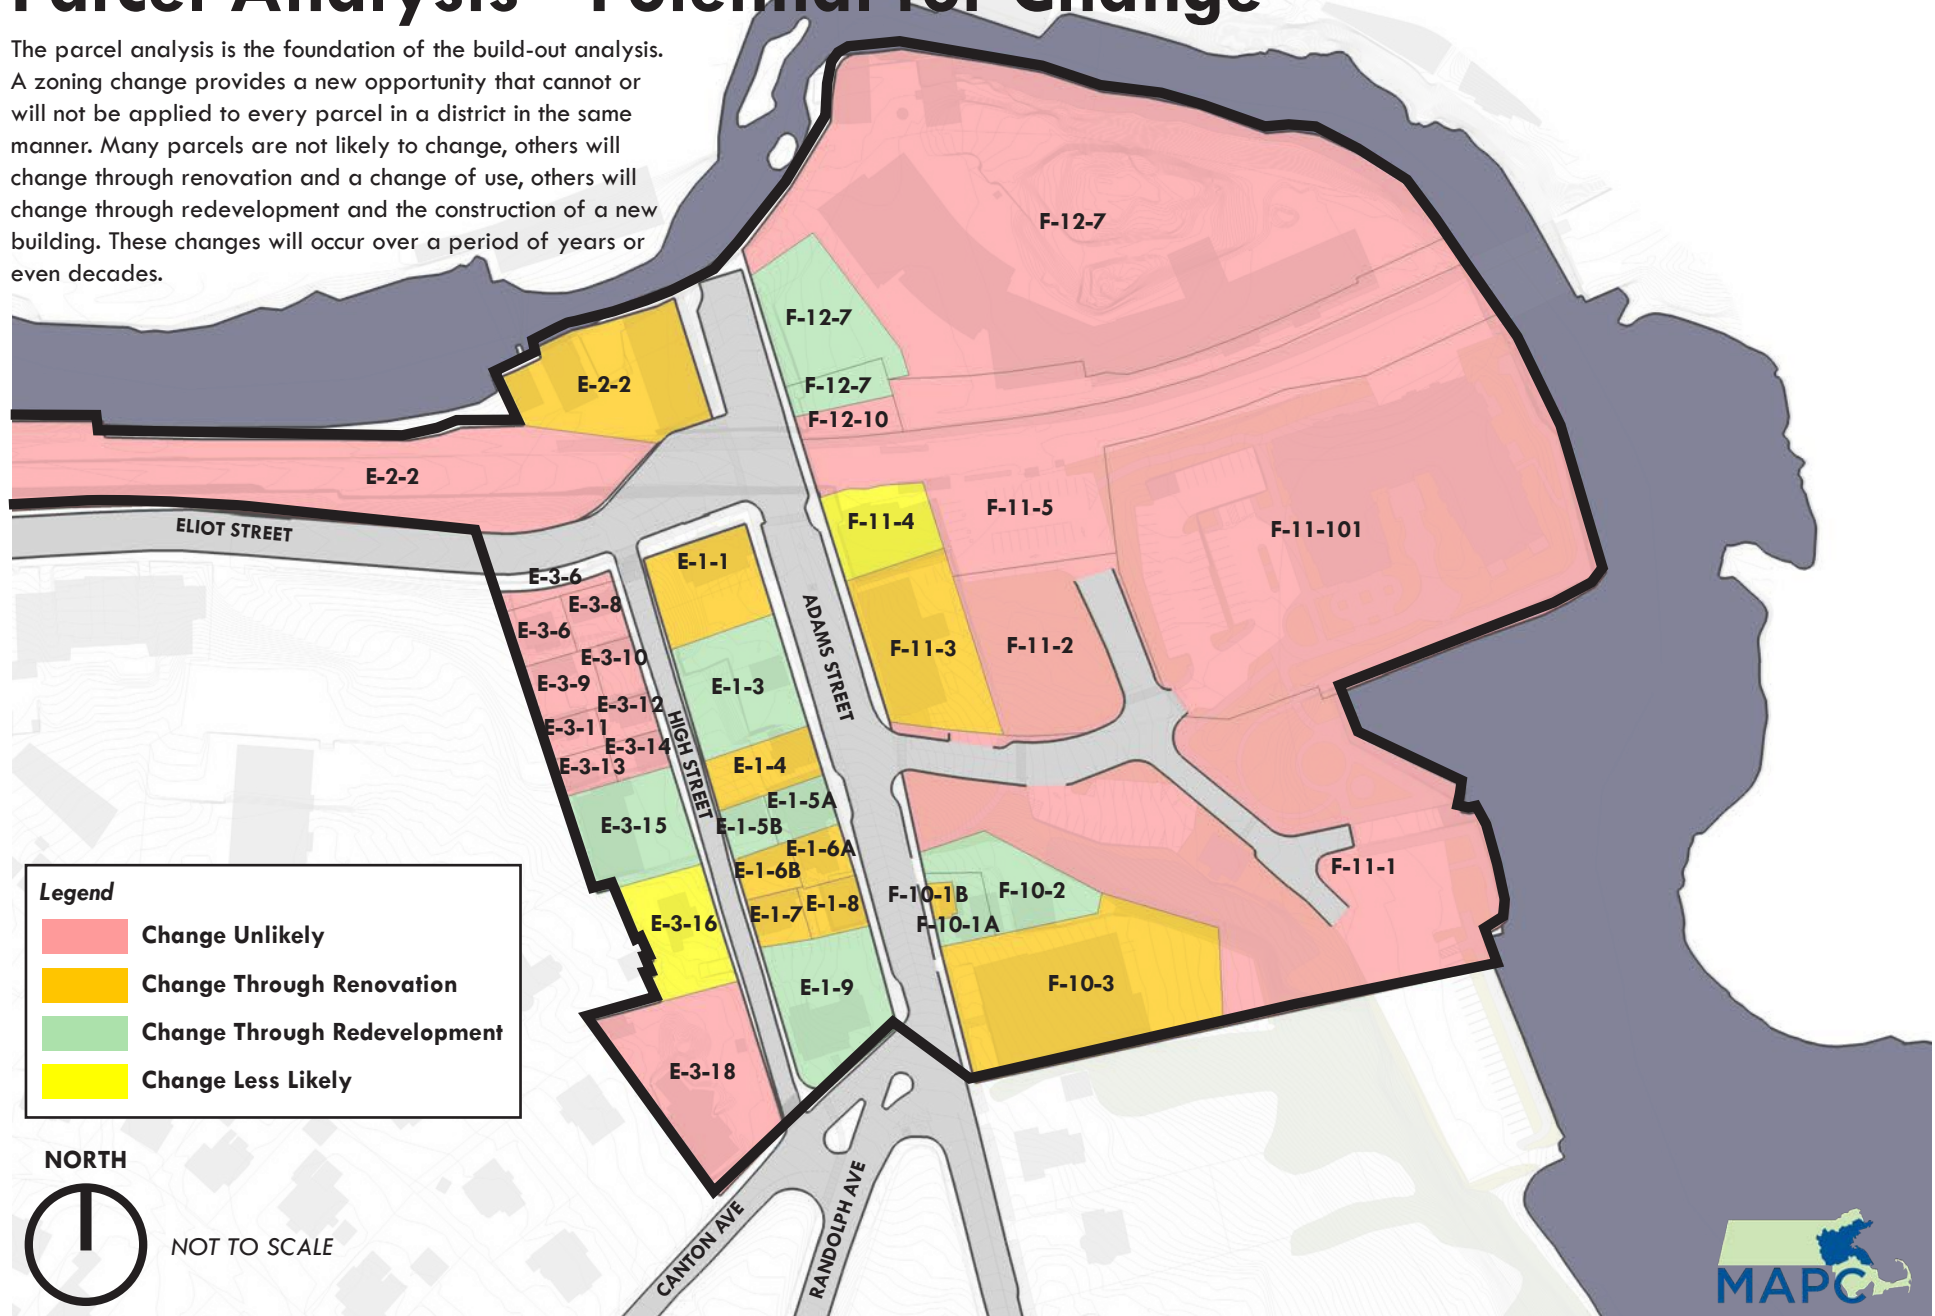 Parcel Analysis - Potential for Change
The parcel analysis is the foundation of the build-out analysis.
A zoning change provides a new opportunity that cannot or
will not be applied to every parcel in a district in the same
manner. Many parcels are not likely to change, others will
change through renovation and a change of use, others will
change through redevelopment and the construction of a new
building. These changes will occur over a period of years or
even decades.
F-12-7
F-12-7
E-2-2
F-12-7
F-12-10
E-2-2
F-11-5
F-11-4
F-11-101
ELIOT STREET
E-1-1
E-3-6
E-3-8
E-3-6
ADAMS STREET
F-11-3
F-11-2
E-3-10
E-3-9
E-1-3
E-3-12
E-3-11
E-3-14
HIGH STREET
E-3-13
E-1-4
E-1-5A
E-3-15
E-1-5B
E-1-6A
E-1-6B
F-11-1
F-10-1B
F-10-2
E-1-8
E-1-7
E-3-16
F-10-1A
E-1-9
F-10-3
E-3-18
Legend
Change Unlikely
Change Through Renovation
Change Through Redevelopment
Change Less Likely
NORTH
NOT TO SCALE
CANTON AVE
RANDOLPH AVE
MAPC